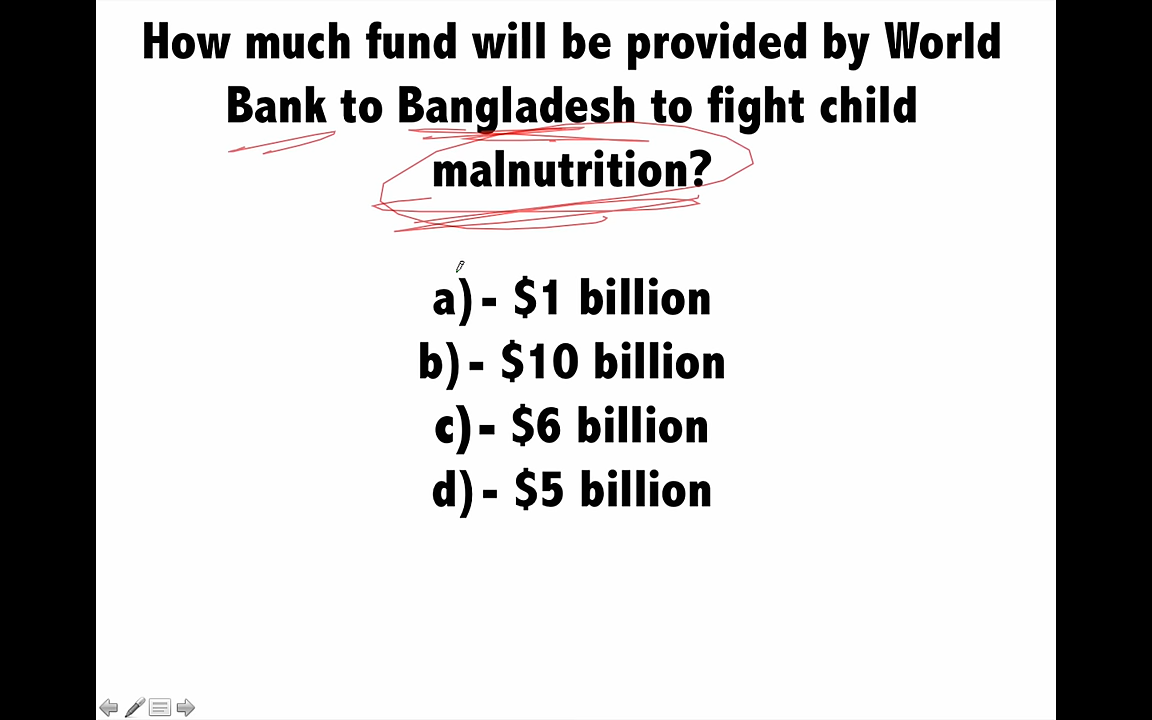 How much fund will be provided by World
Bank to Bangladesh to fight child
malnutrition?
a)- $1 billion
b)- $10 billion
c)- $6 billion
d)- $5 billion